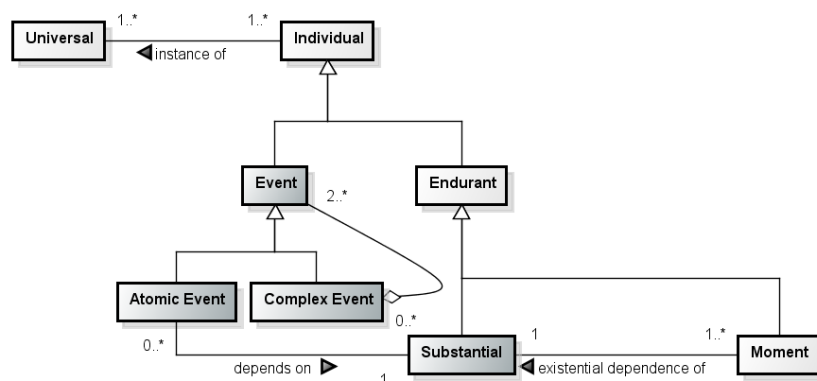 1..* 1..*
Universal Individual
instance of
Event Endurant
2..*
Atomic Event Complex Event
0..*
0..* Substantial 1 1..* Moment
depends on existential dependence of
1